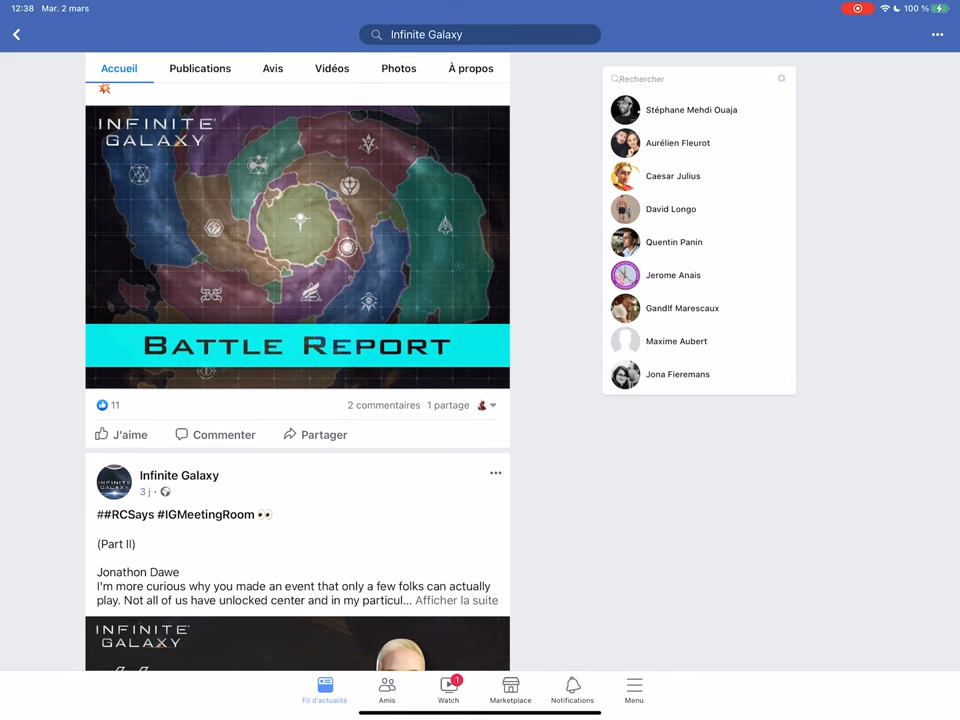 12:38 Mar. 2 mars
100 %
Infinite Galaxy
Accueil Publications Avis Vidéos Photos À propos
INFINITE
GALAXY
BATTLE REPORT
11
2 commentaires 1 partage
J'aime Commenter Partager
Infinite Galaxy
3 j
##RCSays #IGMeetingRoom 👀
(Part II)
Jonathon Dawe
I'm more curious why you made an event that only a few folks can actually
play. Not all of us have unlocked center and in my particul... Afficher la suite
INFINITE
GALAXY
Rechercher
Stéphane Mehdi Ouaja
Aurélien Fleurot
Caesar Julius
David Longo
Quentin Panin
Jerome Anais
Gandlf Marescaux
Maxime Aubert
Jona Fieremans
1
Fil d'actualité Amis Watch Marketplace Notifications Menu